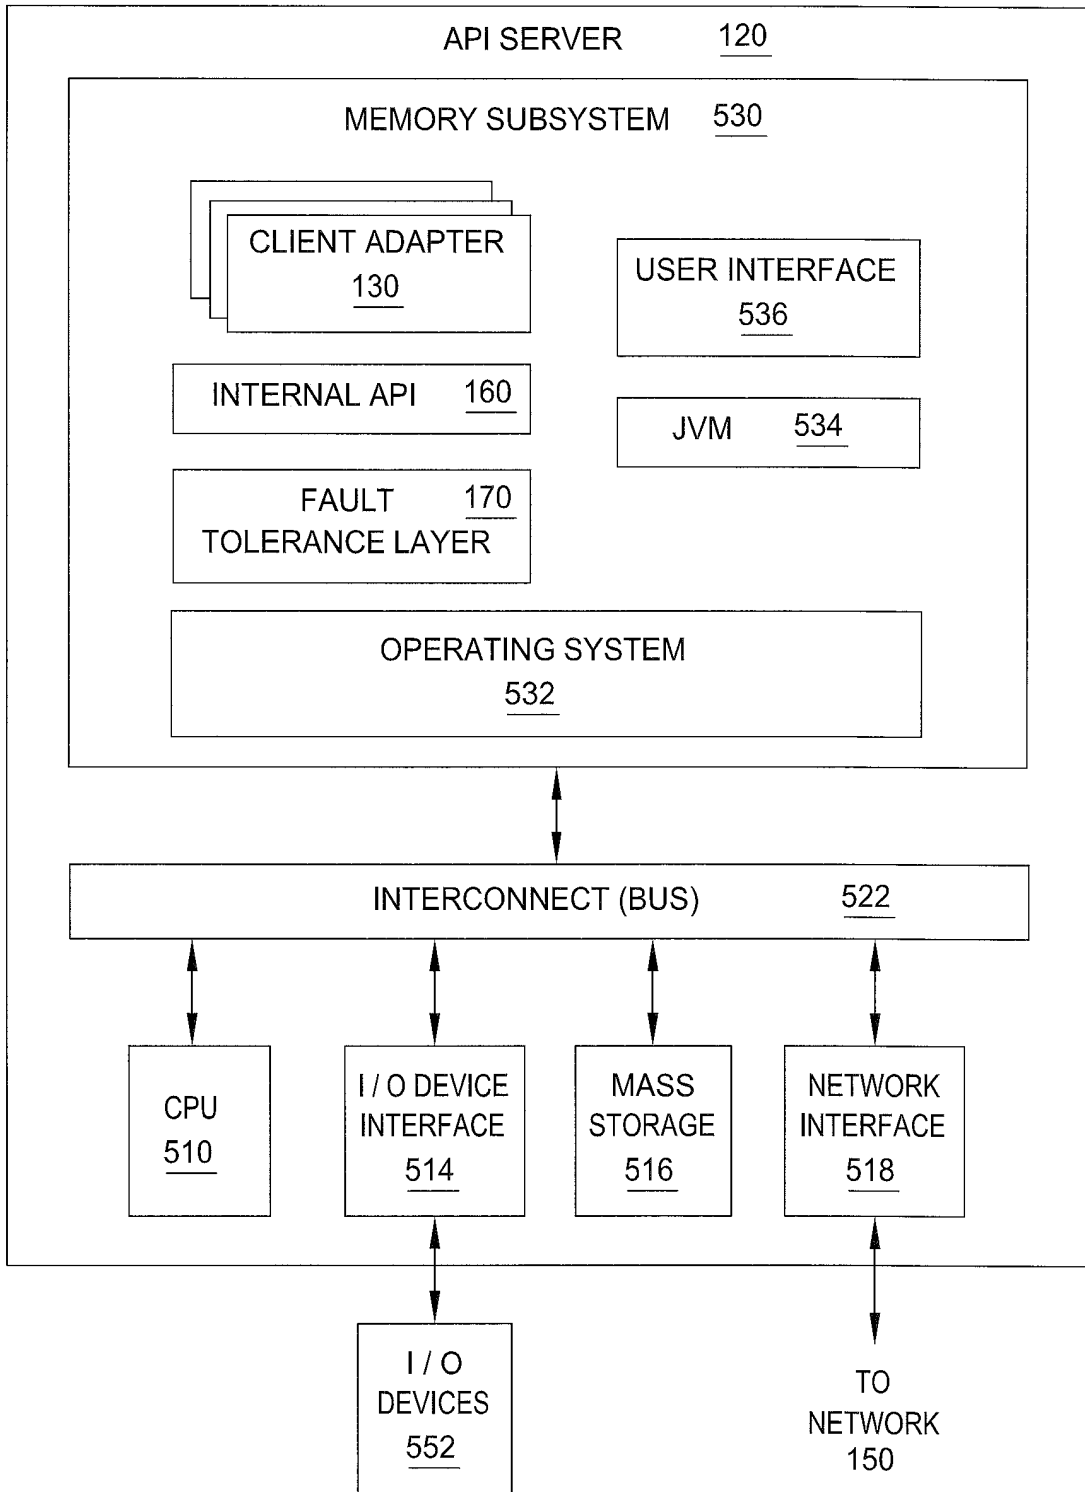 API SERVER 120
MEMORY SUBSYSTEM 530
CLIENT ADAPTER
130
USER INTERFACE
536
INTERNAL API 160
JVM 534
FAULT 170
TOLERANCE LAYER
OPERATING SYSTEM
532
INTERCONNECT (BUS) 522
CPU
510
I / O DEVICE
INTERFACE
514
MASS
STORAGE
516
NETWORK
INTERFACE
518
I / O
DEVICES
552
TO
NETWORK
150